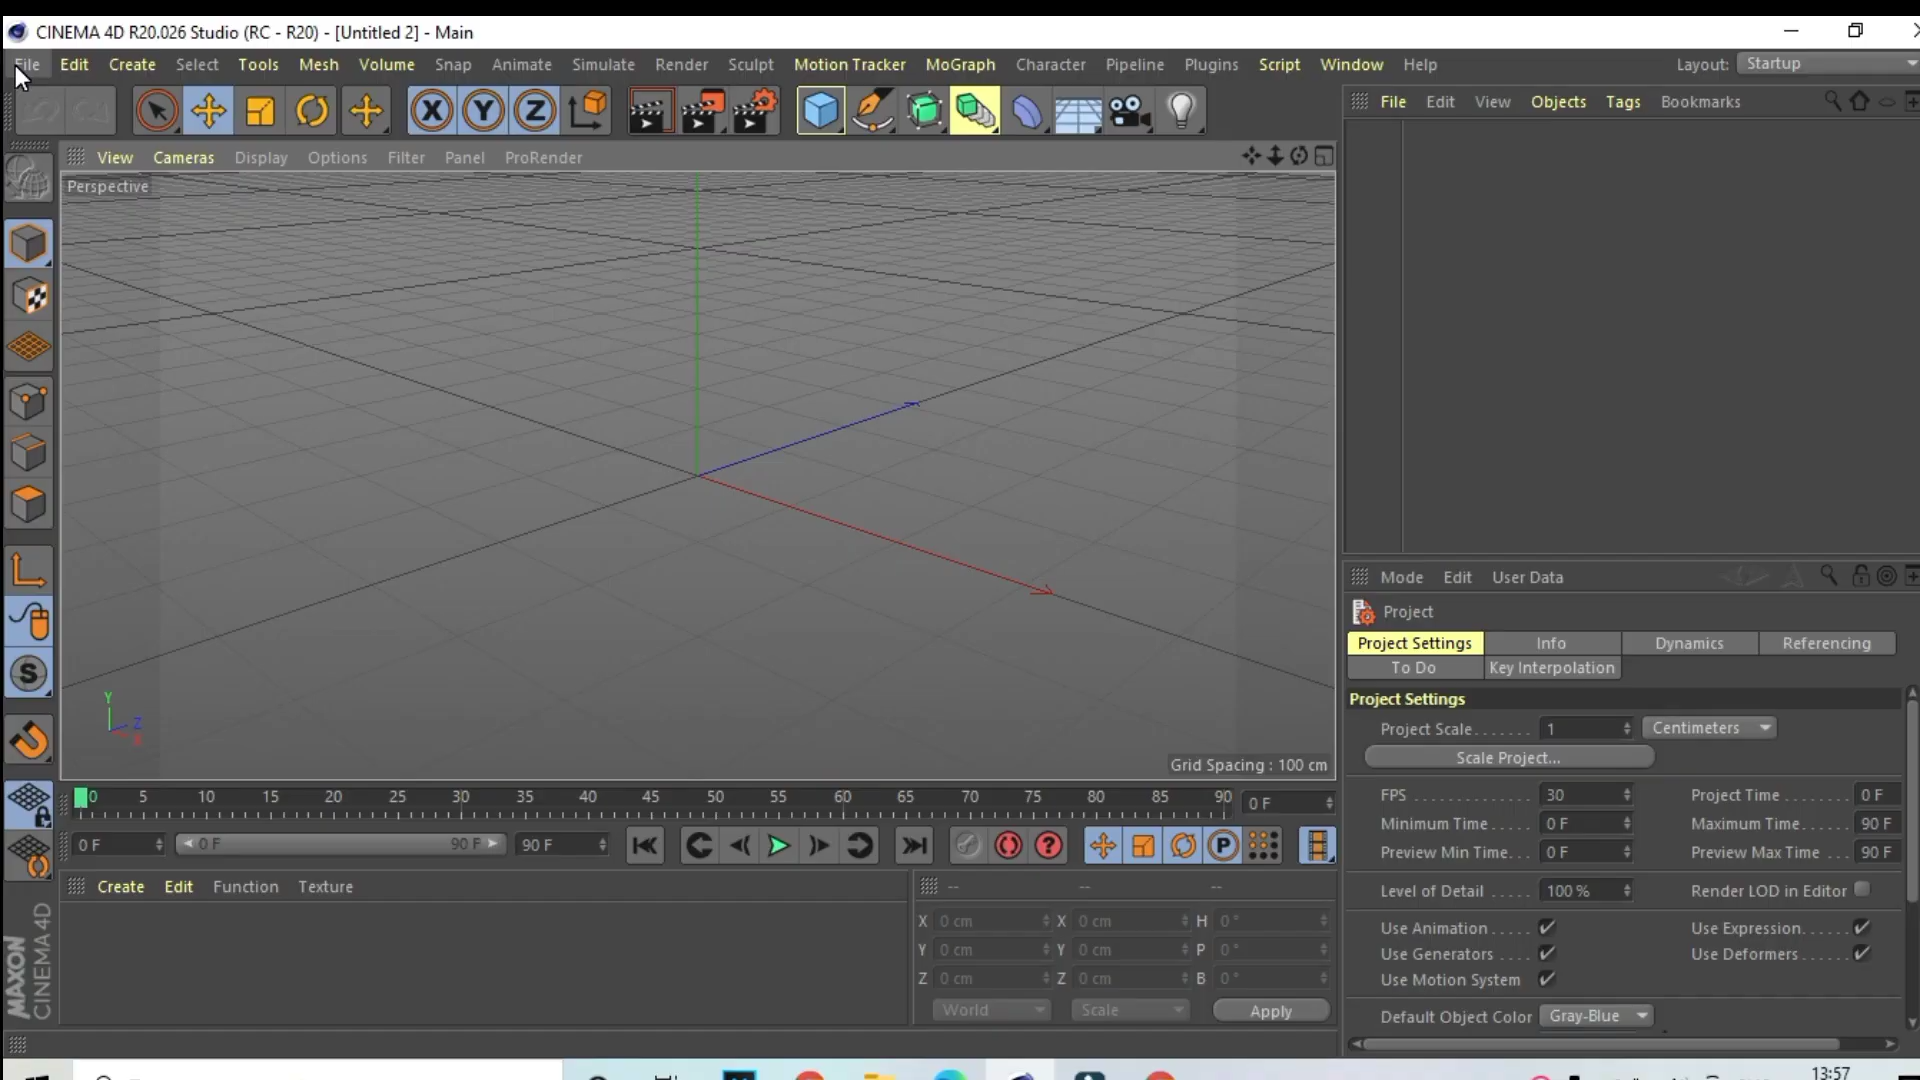 CINEMA 4D R20.026 Studio (RC - R20) - [Untitled 2] - Main
File Edit Create Select Tools Mesh Volume Snap Animate Simulate Render Sculpt Motion Tracker MoGraph Character Pipeline Plugins Script Window Help Layout: Startup
X Y Z
File Edit View Objects Tags Bookmarks
View Cameras Display Options Filter Panel ProRender
Perspective
Y
Z
X
Grid Spacing : 100 cm
S
Mode Edit User Data
Project
Project Settings Info Dynamics Referencing
To Do Key Interpolation
Project Settings
Project Scale....... 1 Centimeters
Scale Project...
FPS .............. 30 Project Time ........ 0 F
Minimum Time..... 0 F Maximum Time...... 90 F
Preview Min Time... 0 F Preview Max Time ... 90 F
Level of Detail ..... 100 % Render LOD in Editor
Use Animation ..... Use Expression.......
Use Generators .... Use Deformers ......
Use Motion System
Default Object Color Gray-Blue
0 5 10 15 20 25 30 35 40 45 50 55 60 65 70 75 80 85 90 0 F
0 F 0 F 90 F 90 F ? P
Create Edit Function Texture
-- -- --
X 0 cm X 0 cm H 0 °
Y 0 cm Y 0 cm P 0 °
Z 0 cm Z 0 cm B 0 °
World Scale Apply
MAXON
CINEMA 4D
13:57